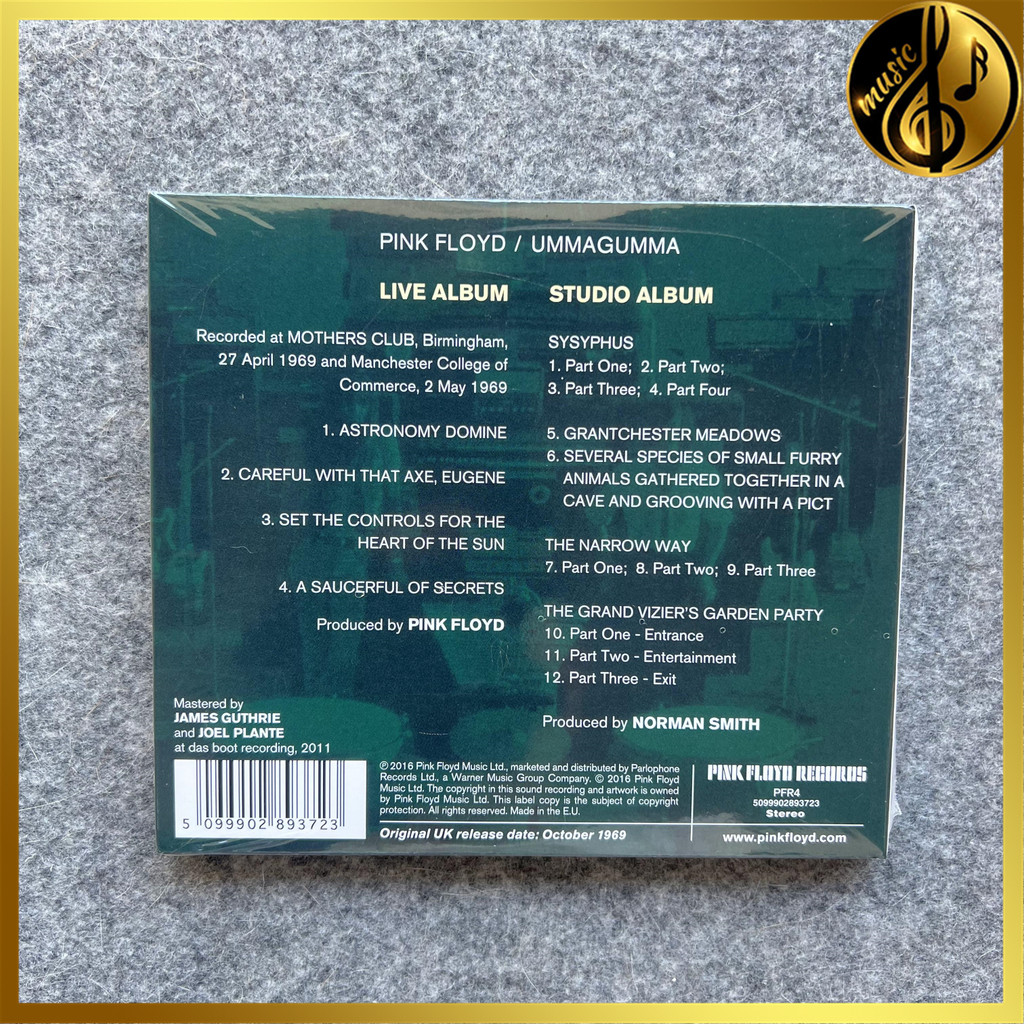 music
PINK FLOYD / UMMAGUMMA
LIVE ALBUM
Recorded at MOTHERS CLUB, Birmingham,
27 April 1969 and Manchester College of
Commerce, 2 May 1969
1. ASTRONOMY DOMINE
2. CAREFUL WITH THAT AXE, EUGENE
3. SET THE CONTROLS FOR THE
HEART OF THE SUN
4. A SAUCERFUL OF SECRETS
Produced by PINK FLOYD
STUDIO ALBUM
SYSYPHUS
1. Part One; 2. Part Two;
3. Part Three; 4. Part Four
5. GRANTCHESTER MEADOWS
6. SEVERAL SPECIES OF SMALL FURRY
ANIMALS GATHERED TOGETHER IN A
CAVE AND GROOVING WITH A PICT
THE NARROW WAY
7. Part One; 8. Part Two; 9. Part Three
THE GRAND VIZIER'S GARDEN PARTY
10. Part One - Entrance
11. Part Two - Entertainment
12. Part Three - Exit
Produced by NORMAN SMITH
Mastered by
JAMES GUTHRIE
and JOEL PLANTE
at das boot recording, 2011
5 099902 893723
℗ 2016 Pink Floyd Music Ltd., marketed and distributed by Parlophone
Records Ltd., a Warner Music Group Company. © 2016 Pink Floyd
Music Ltd. The copyright in this sound recording and artwork is owned
by Pink Floyd Music Ltd. This label copy is the subject of copyright
protection. All rights reserved. Made in the E.U.
Original UK release date: October 1969
PINK FLOYD RECORDS
PFR4
5099902893723
Stereo
www.pinkfloyd.com